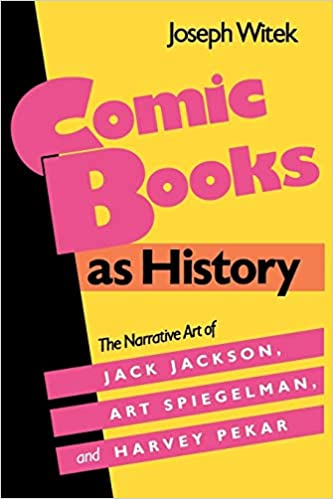 Joseph Witek
Comic
Books
as History
The Narrative Art of
JACK JACKSON,
ART SPIEGELMAN,
and HARVEY PEKAR